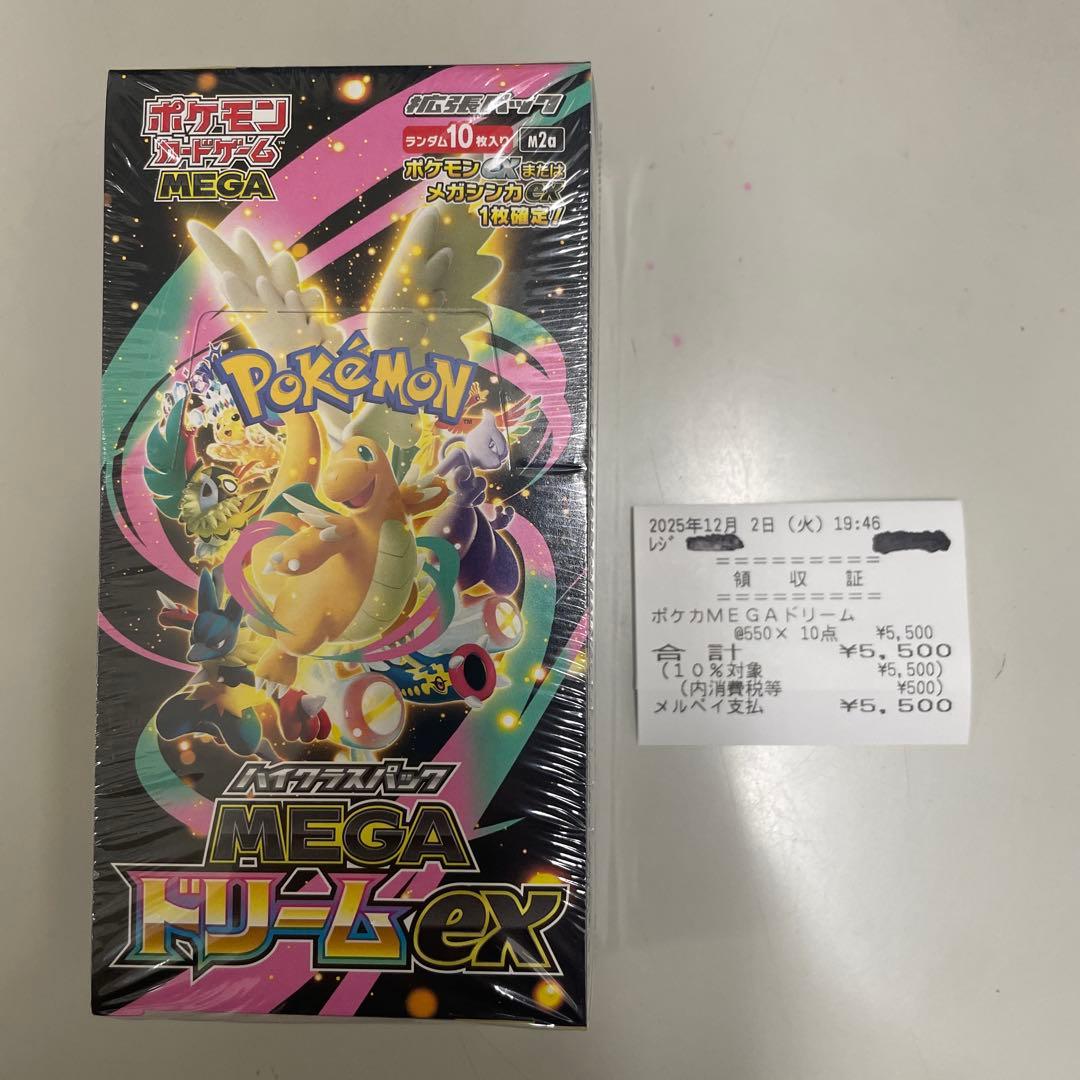 ポケモン
カードゲーム™
MEGA
拡張パック
ランダム10枚入り M2a
ポケモンexまたは
メガシンカex
1枚確定!
POKÉMON™
ハイクラスパック
MEGA
ドリームex
2025年12月 2日(火)19:46
レジ
=========
領 収 証
=========
ポケカMEGAドリーム
@550× 10点 ¥5,500
合 計 ¥5,500
(10%対象 ¥5,500)
(内消費税等 ¥500)
メルペイ支払 ¥5,500